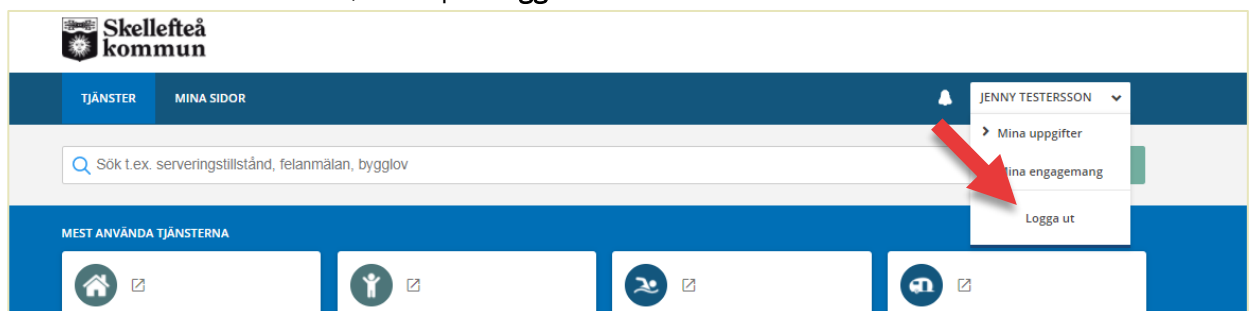 Skellefteå
kommun
TJÄNSTER MINA SIDOR JENNY TESTERSSON
Mina uppgifter
Sök t.ex. serveringstillstånd, felanmälan, bygglov
engagemang
Logga ut
MEST ANVÄNDA TJÄNSTERNA